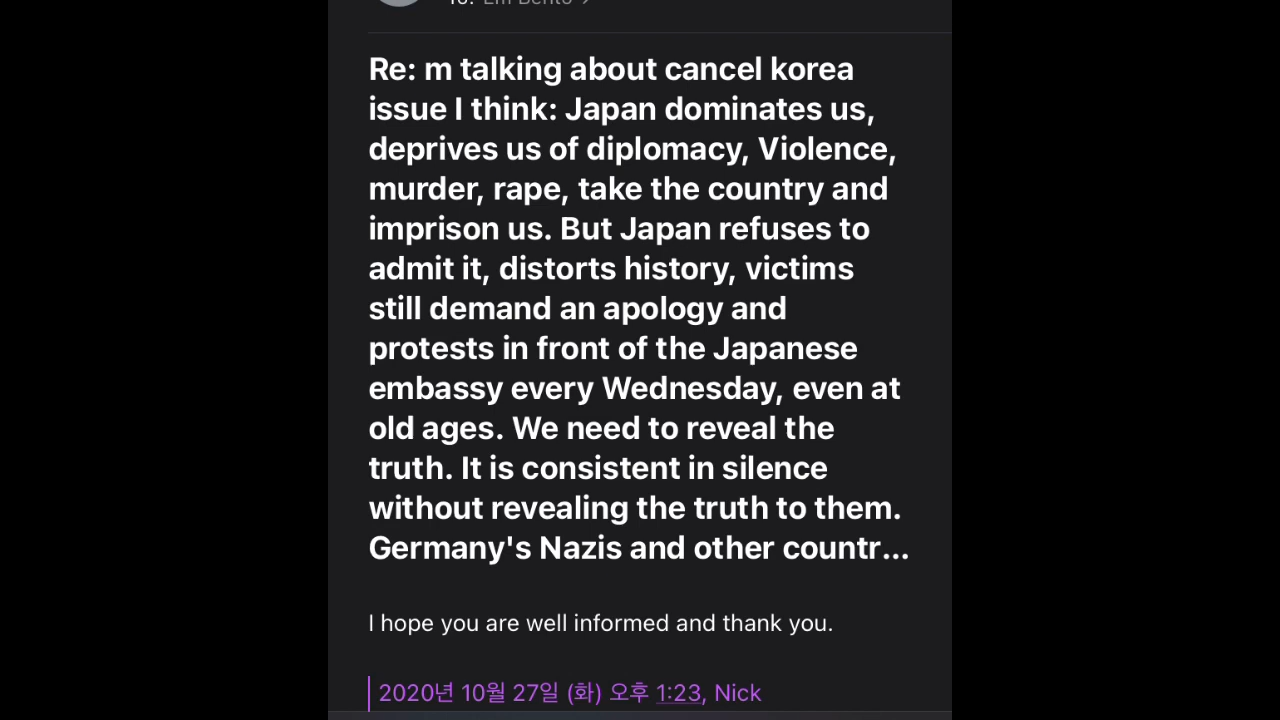 To: Em Bento >
Re: m talking about cancel korea
issue I think: Japan dominates us,
deprives us of diplomacy, Violence,
murder, rape, take the country and
imprison us. But Japan refuses to
admit it, distorts history, victims
still demand an apology and
protests in front of the Japanese
embassy every Wednesday, even at
old ages. We need to reveal the
truth. It is consistent in silence
without revealing the truth to them.
Germany's Nazis and other countr...
I hope you are well informed and thank you.
2020년 10월 27일 (화) 오후 1:23, Nick